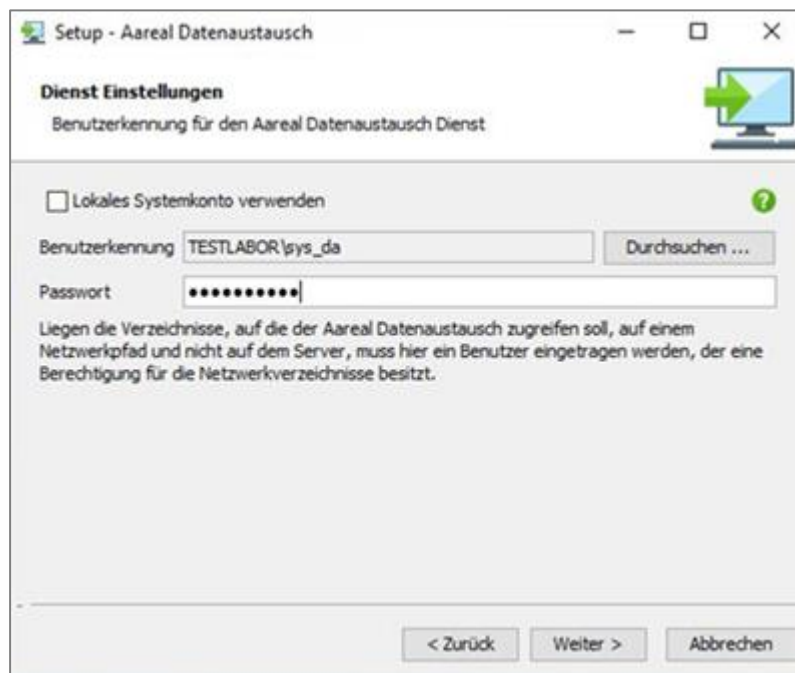 Setup - Aareal Datenaustausch
Dienst Einstellungen
Benutzerkennung für den Aareal Datenaustausch Dienst
Lokales Systemkonto verwenden
?
Benutzerkennung TESTLABOR\sys_da Durchsuchen ...
Passwort ●●●●●●●●●●
Liegen die Verzeichnisse, auf die der Aareal Datenaustausch zugreifen soll, auf einem
Netzwerkpfad und nicht auf dem Server, muss hier ein Benutzer eingetragen werden, der eine
Berechtigung für die Netzwerkverzeichnisse besitzt.
< Zurück Weiter > Abbrechen